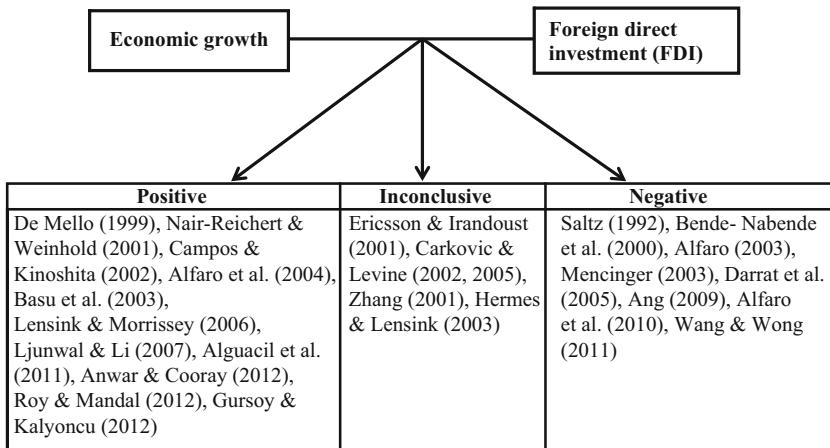 Economic growth
Foreign direct
investment (FDI)
Positive
De Mello (1999), Nair-Reichert &
Weinhold (2001), Campos &
Kinoshita (2002), Alfaro et al. (2004),
Basu et al. (2003),
Lensink & Morrissey (2006),
Ljunwal & Li (2007), Alguacil et al.
(2011), Anwar & Cooray (2012),
Roy & Mandal (2012), Gursoy &
Kalyoncu (2012)
Inconclusive
Ericsson & Irandoust
(2001), Carkovic &
Levine (2002, 2005),
Zhang (2001), Hermes
& Lensink (2003)
Negative
Saltz (1992), Bende- Nabende
et al. (2000), Alfaro (2003),
Mencinger (2003), Darrat et al.
(2005), Ang (2009), Alfaro
et al. (2010), Wang & Wong
(2011)